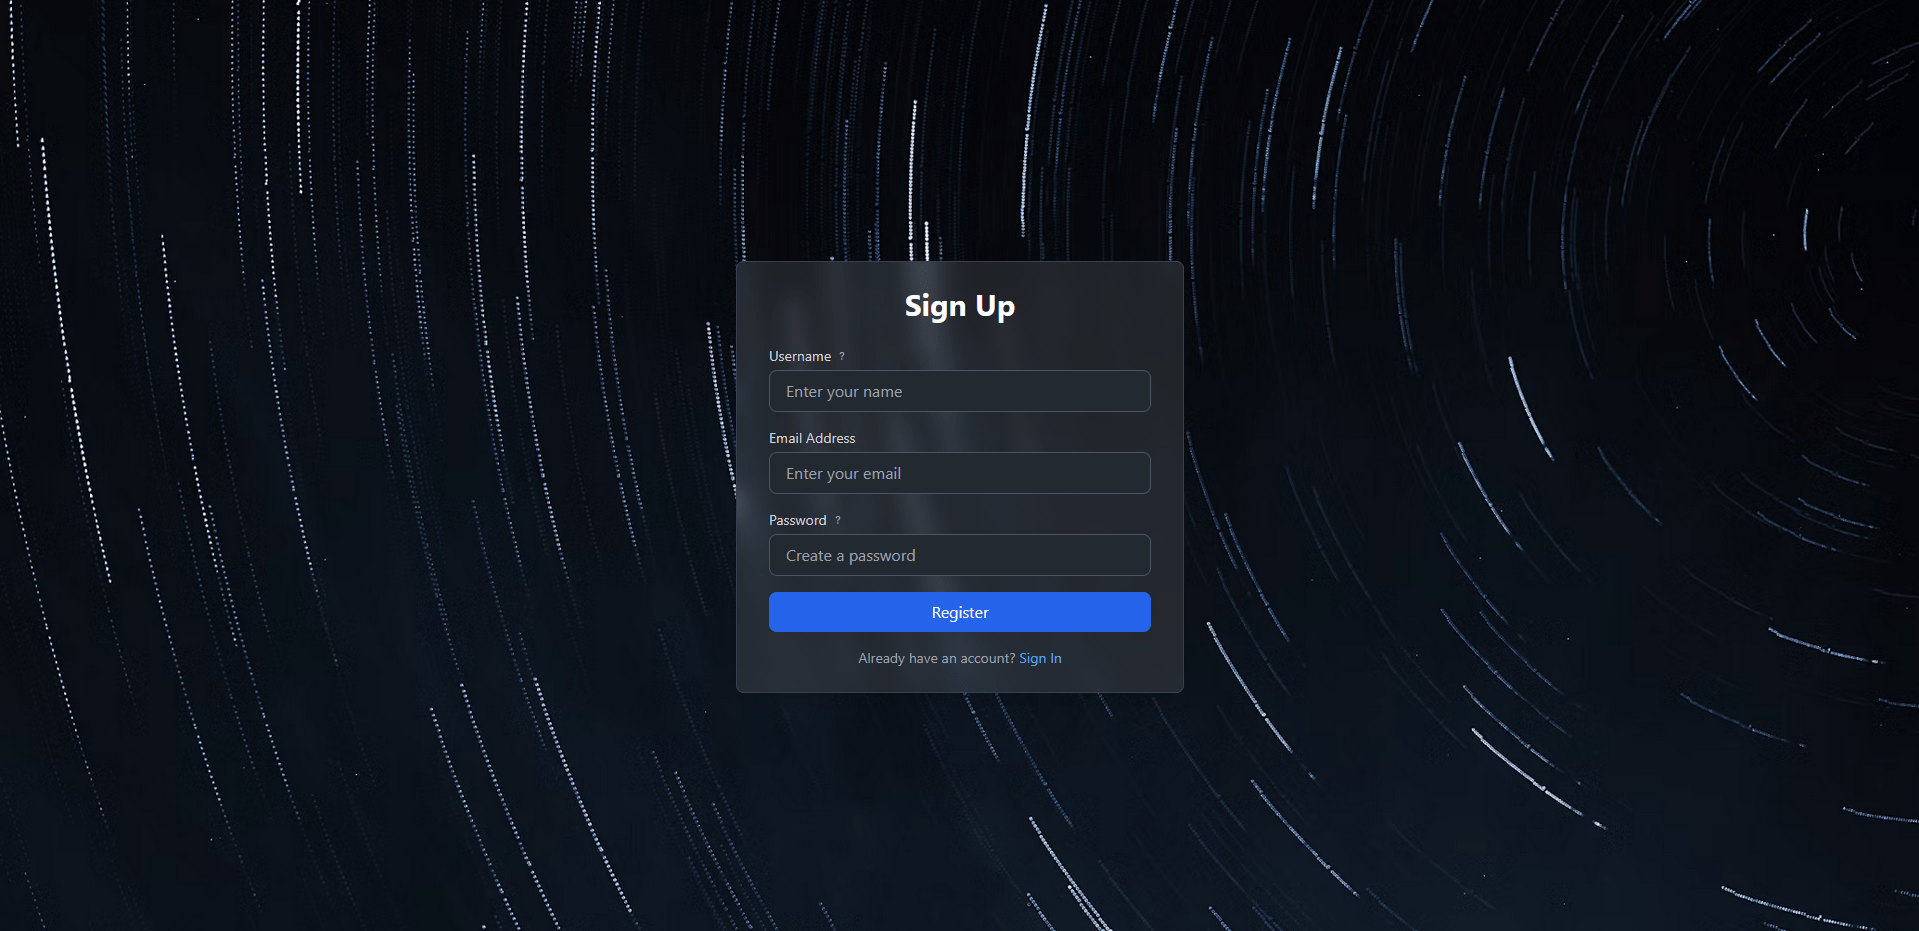 Sign Up
Username ?
Enter your name
Email Address
Enter your email
Password ?
Create a password
Register
Already have an account? Sign In